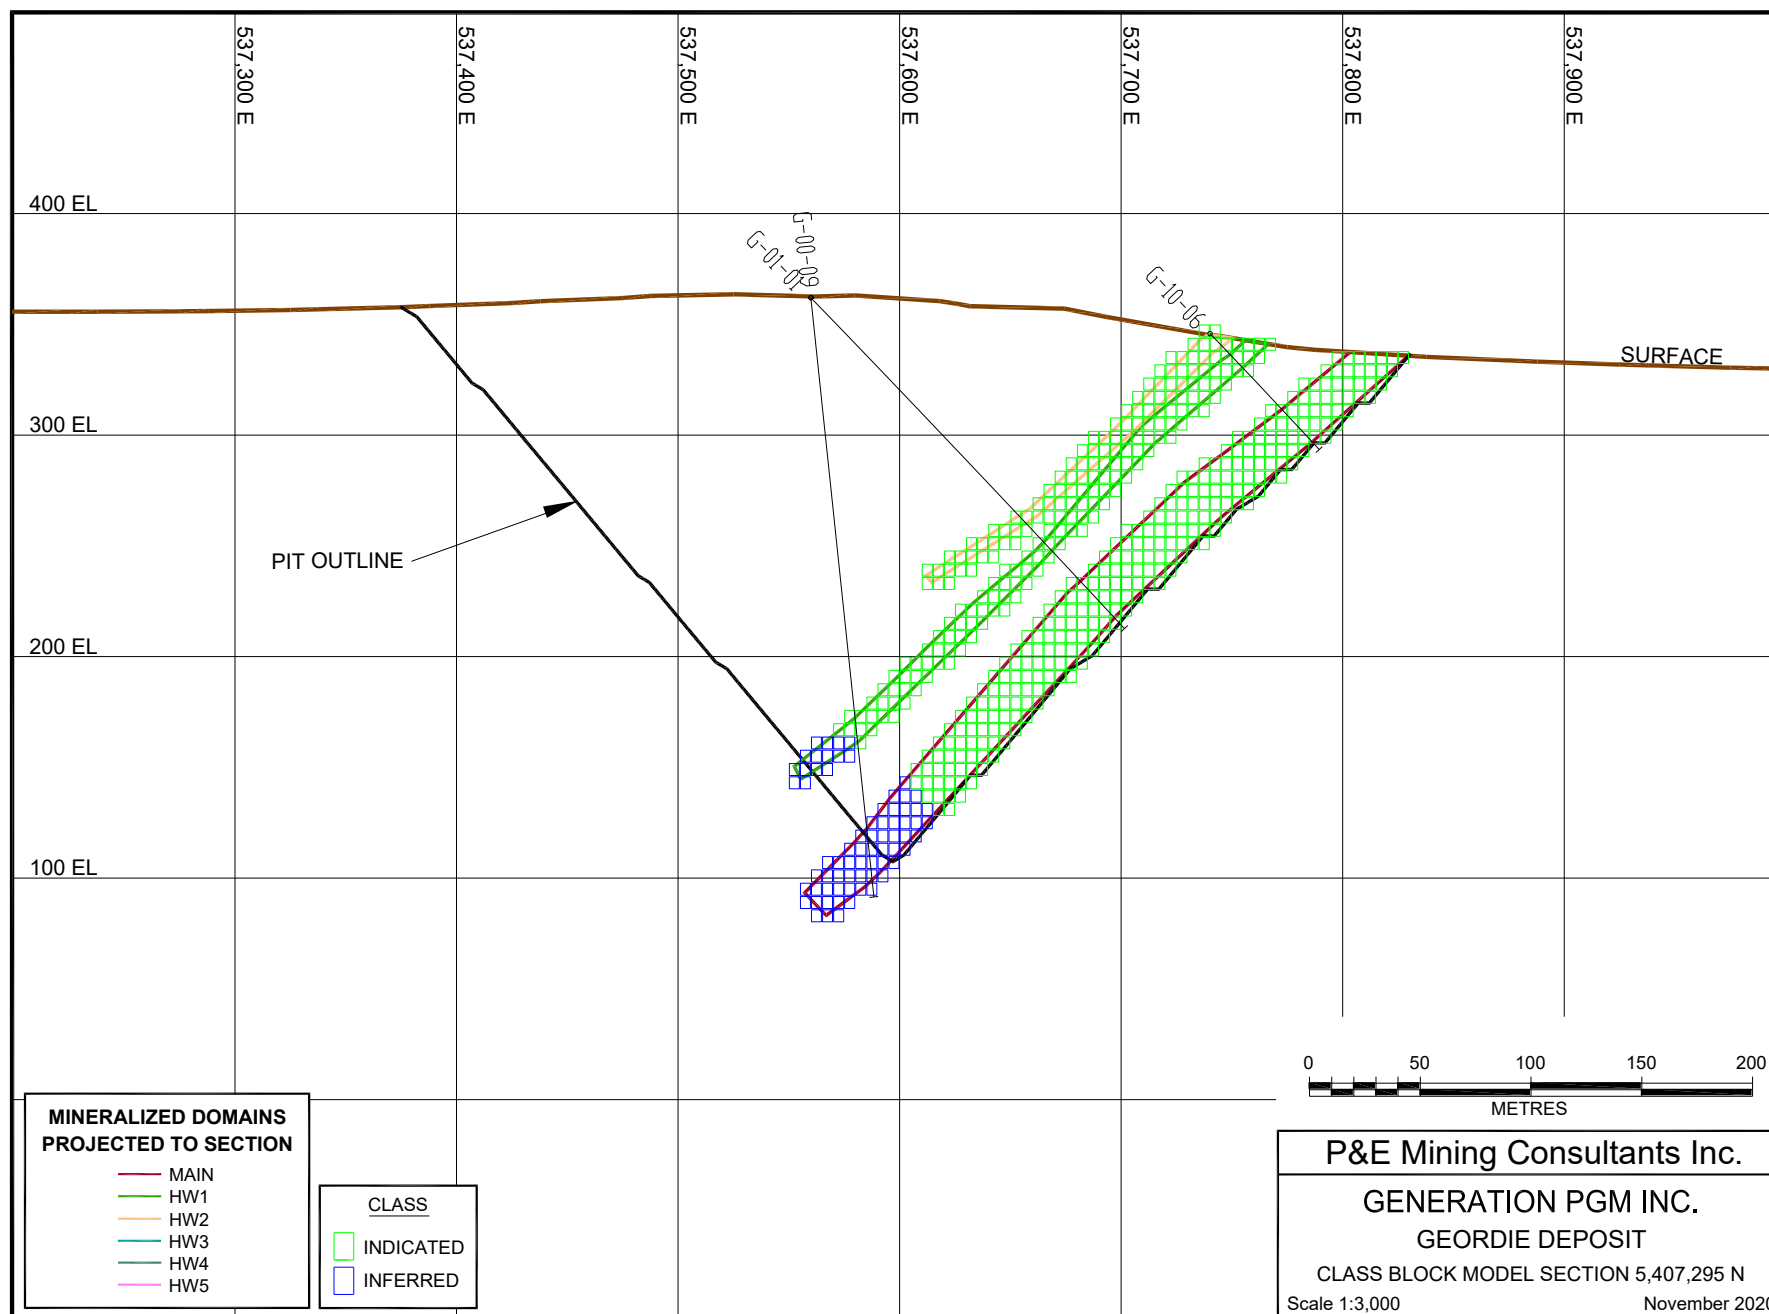 537,300 E
537,400 E
537,500 E
537,600 E
537,700 E
537,800 E
537,900 E
400 EL
G-00-09
G-01-01
G-10-06
SURFACE
300 EL
PIT OUTLINE
200 EL
100 EL
0 50 100 150 200
METRES
MINERALIZED DOMAINS
PROJECTED TO SECTION
MAIN
HW1
HW2
HW3
HW4
HW5
CLASS
INDICATED
INFERRED
P&E Mining Consultants Inc.
GENERATION PGM INC.
GEORDIE DEPOSIT
CLASS BLOCK MODEL SECTION 5,407,295 N
Scale 1:3,000 November 2020